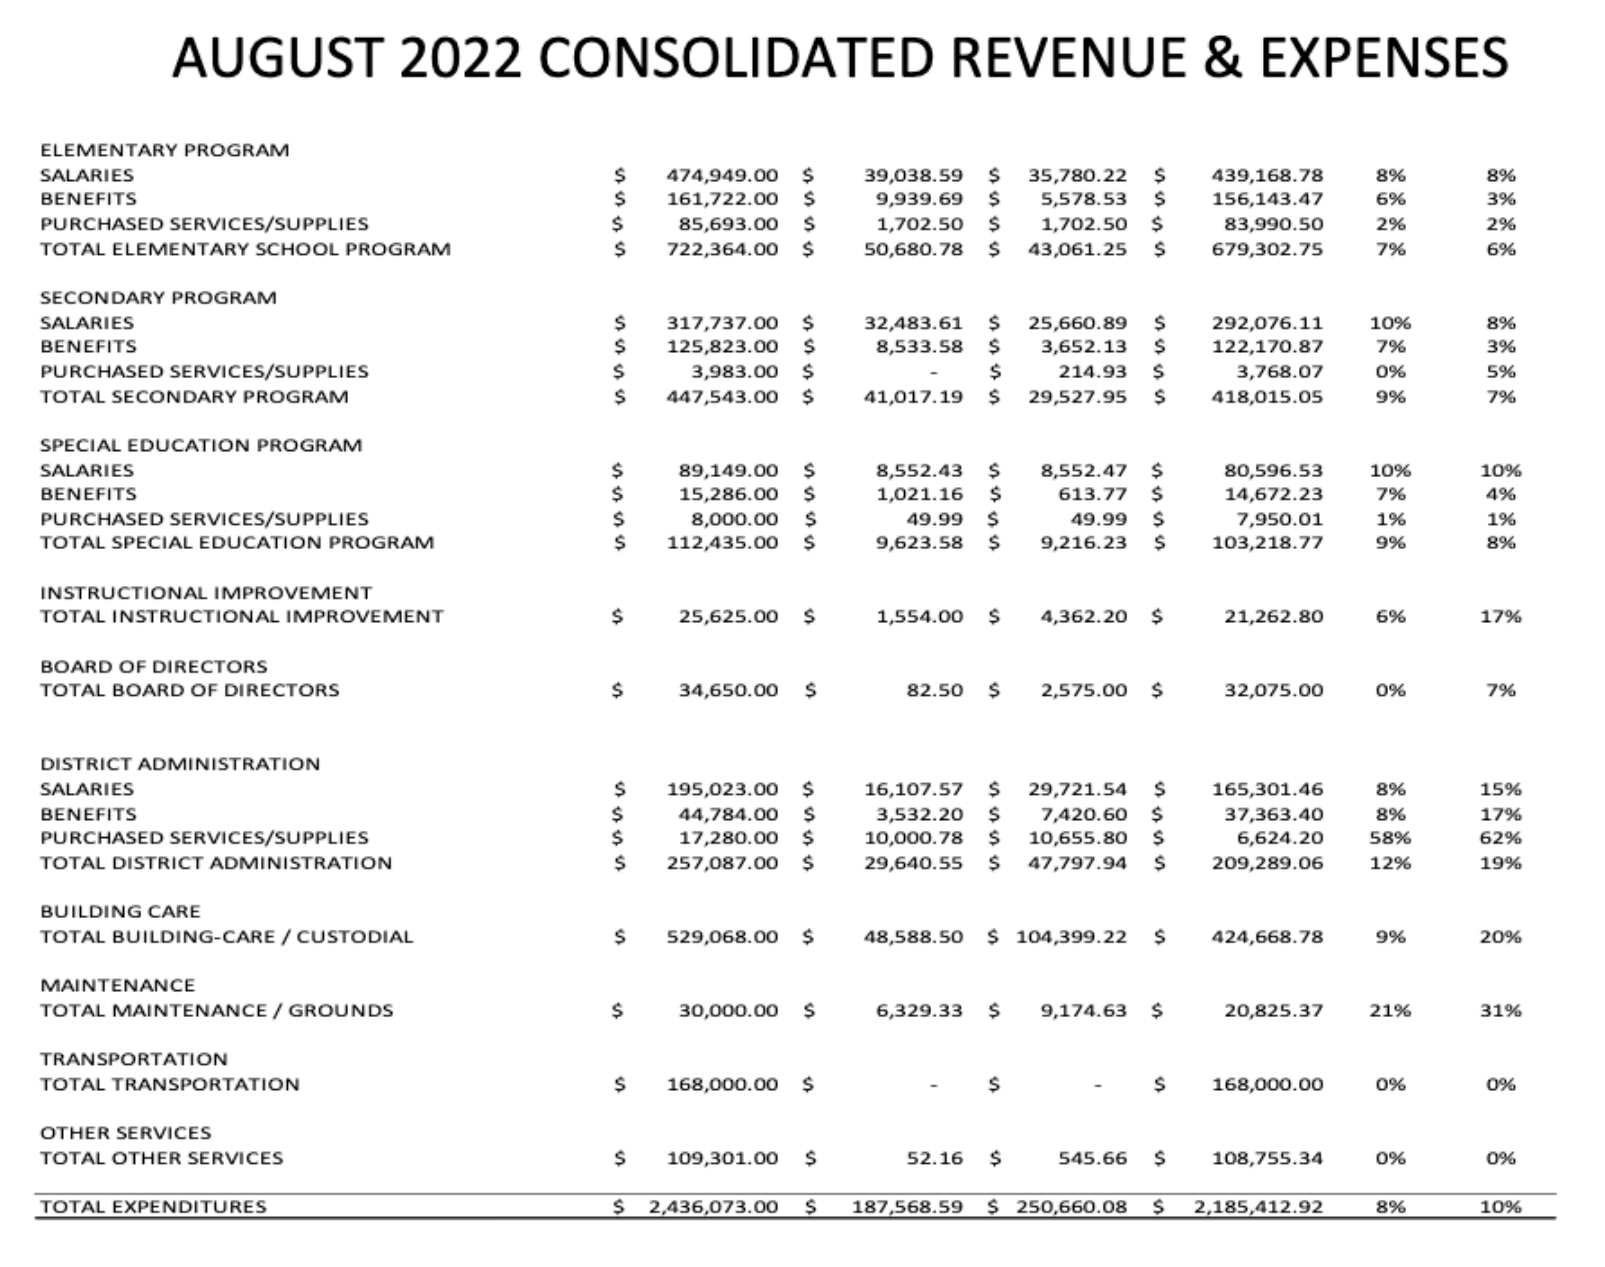 AUGUST 2022 CONSOLIDATED REVENUE & EXPENSES
ELEMENTARY PROGRAM
SALARIES $ 474,949.00 $ 39,038.59 $ 35,780.22 $ 439,168.78 8% 8%
BENEFITS $ 161,722.00 $ 9,939.69 $ 5,578.53 $ 156,143.47 6% 3%
PURCHASED SERVICES/SUPPLIES $ 85,693.00 $ 1,702.50 $ 1,702.50 $ 83,990.50 2% 2%
TOTAL ELEMENTARY SCHOOL PROGRAM $ 722,364.00 $ 50,680.78 $ 43,061.25 $ 679,302.75 7% 6%
SECONDARY PROGRAM
SALARIES $ 317,737.00 $ 32,483.61 $ 25,660.89 $ 292,076.11 10% 8%
BENEFITS $ 125,823.00 $ 8,533.58 $ 3,652.13 $ 122,170.87 7% 3%
PURCHASED SERVICES/SUPPLIES $ 3,983.00 $ - $ 214.93 $ 3,768.07 0% 5%
TOTAL SECONDARY PROGRAM $ 447,543.00 $ 41,017.19 $ 29,527.95 $ 418,015.05 9% 7%
SPECIAL EDUCATION PROGRAM
SALARIES $ 89,149.00 $ 8,552.43 $ 8,552.47 $ 80,596.53 10% 10%
BENEFITS $ 15,286.00 $ 1,021.16 $ 613.77 $ 14,672.23 7% 4%
PURCHASED SERVICES/SUPPLIES $ 8,000.00 $ 49.99 $ 49.99 $ 7,950.01 1% 1%
TOTAL SPECIAL EDUCATION PROGRAM $ 112,435.00 $ 9,623.58 $ 9,216.23 $ 103,218.77 9% 8%
INSTRUCTIONAL IMPROVEMENT
TOTAL INSTRUCTIONAL IMPROVEMENT $ 25,625.00 $ 1,554.00 $ 4,362.20 $ 21,262.80 6% 17%
BOARD OF DIRECTORS
TOTAL BOARD OF DIRECTORS $ 34,650.00 $ 82.50 $ 2,575.00 $ 32,075.00 0% 7%
DISTRICT ADMINISTRATION
SALARIES $ 195,023.00 $ 16,107.57 $ 29,721.54 $ 165,301.46 8% 15%
BENEFITS $ 44,784.00 $ 3,532.20 $ 7,420.60 $ 37,363.40 8% 17%
PURCHASED SERVICES/SUPPLIES $ 17,280.00 $ 10,000.78 $ 10,655.80 $ 6,624.20 58% 62%
TOTAL DISTRICT ADMINISTRATION $ 257,087.00 $ 29,640.55 $ 47,797.94 $ 209,289.06 12% 19%
BUILDING CARE
TOTAL BUILDING-CARE / CUSTODIAL $ 529,068.00 $ 48,588.50 $ 104,399.22 $ 424,668.78 9% 20%
MAINTENANCE
TOTAL MAINTENANCE / GROUNDS $ 30,000.00 $ 6,329.33 $ 9,174.63 $ 20,825.37 21% 31%
TRANSPORTATION
TOTAL TRANSPORTATION $ 168,000.00 $ - $ - $ 168,000.00 0% 0%
OTHER SERVICES
TOTAL OTHER SERVICES $ 109,301.00 $ 52.16 $ 545.66 $ 108,755.34 0% 0%
TOTAL EXPENDITURES $ 2,436,073.00 $ 187,568.59 $ 250,660.08 $ 2,185,412.92 8% 10%